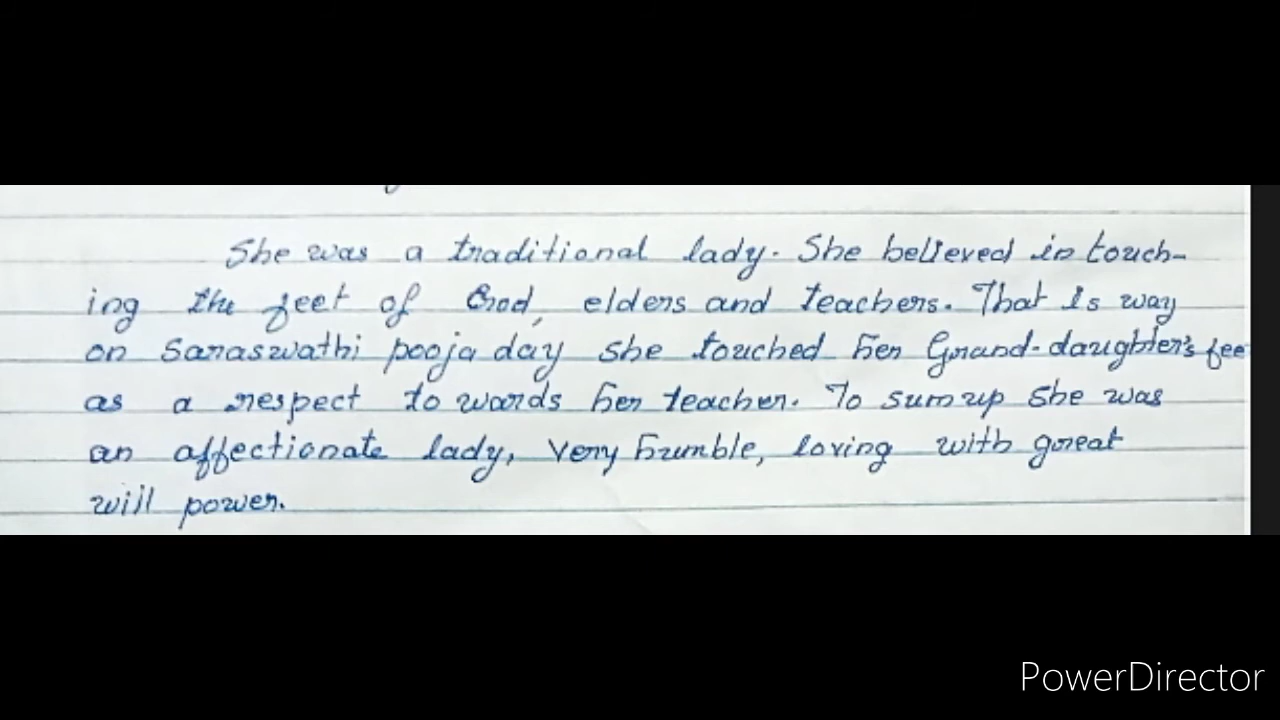 She was a traditional lady. She believed in touch-
ing the feet of God, elders and teachers. That is way
on Saraswathi pooja day she touched her Grand-daughter's fee
as a respect to wards her teacher. To sum up she was
an affectionate lady, very humble, loving with great
will power.
PowerDirector